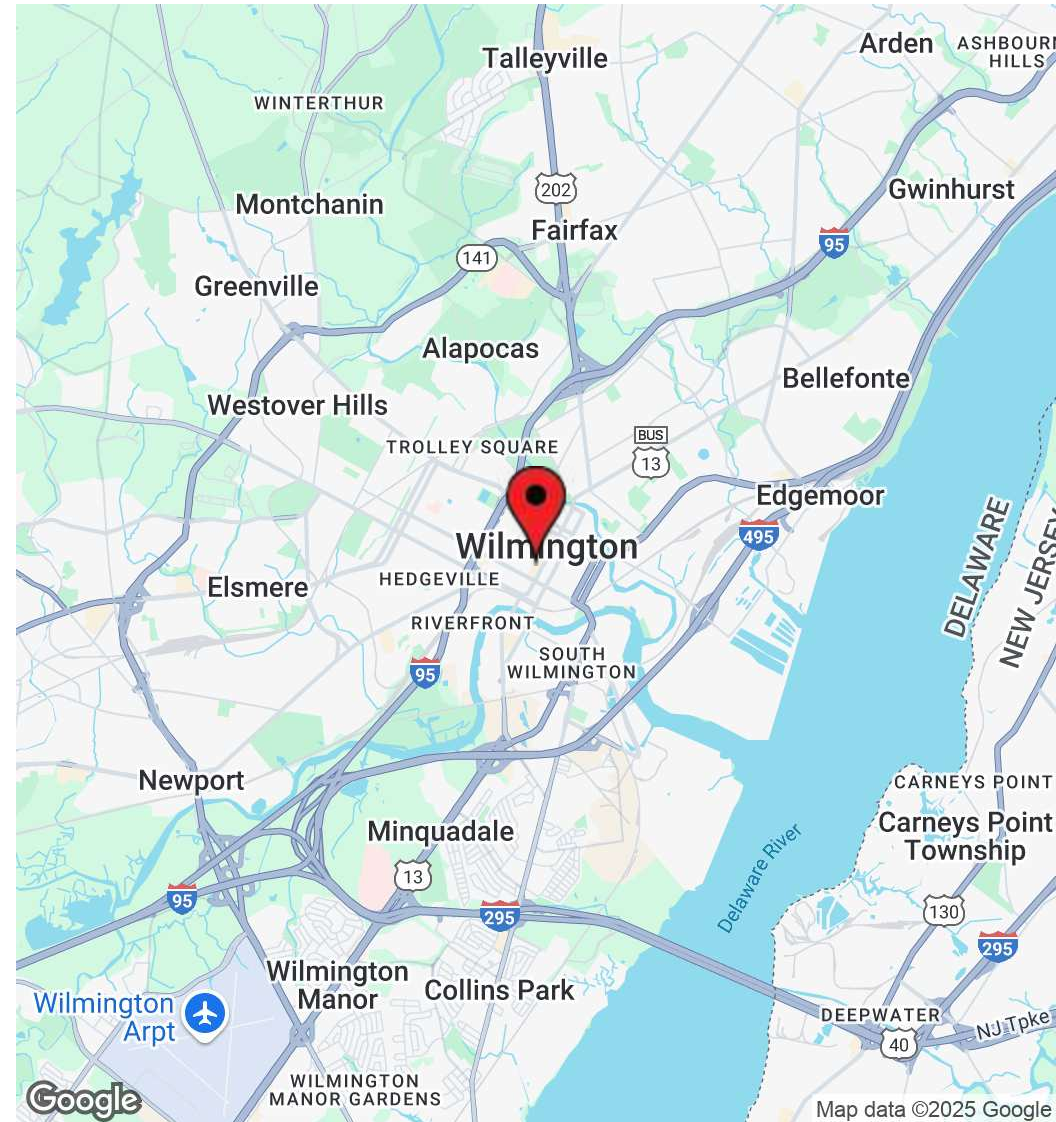 Talleyville
Arden
ASHBOURN
HILLS
WINTERTHUR
202
Gwinhurst
Montchanin
Fairfax
95
141
Greenville
Alapocas
Bellefonte
Westover Hills
TROLLEY SQUARE
BUS
13
Edgemoor
DELAWARE
NEW JERSEY
495
Wilmington
HEDGEVILLE
Elsmere
RIVERFRONT
SOUTH
WILMINGTON
95
Newport
CARNEYS POINT
Minquadale
Carneys Point
Township
Delaware River
13
95
295
130
295
Wilmington
Manor
Collins Park
Wilmington
Arpt
DEEPWATER
NJ Tpke
40
WILMINGTON
MANOR GARDENS
Google
Map data ©2025 Google